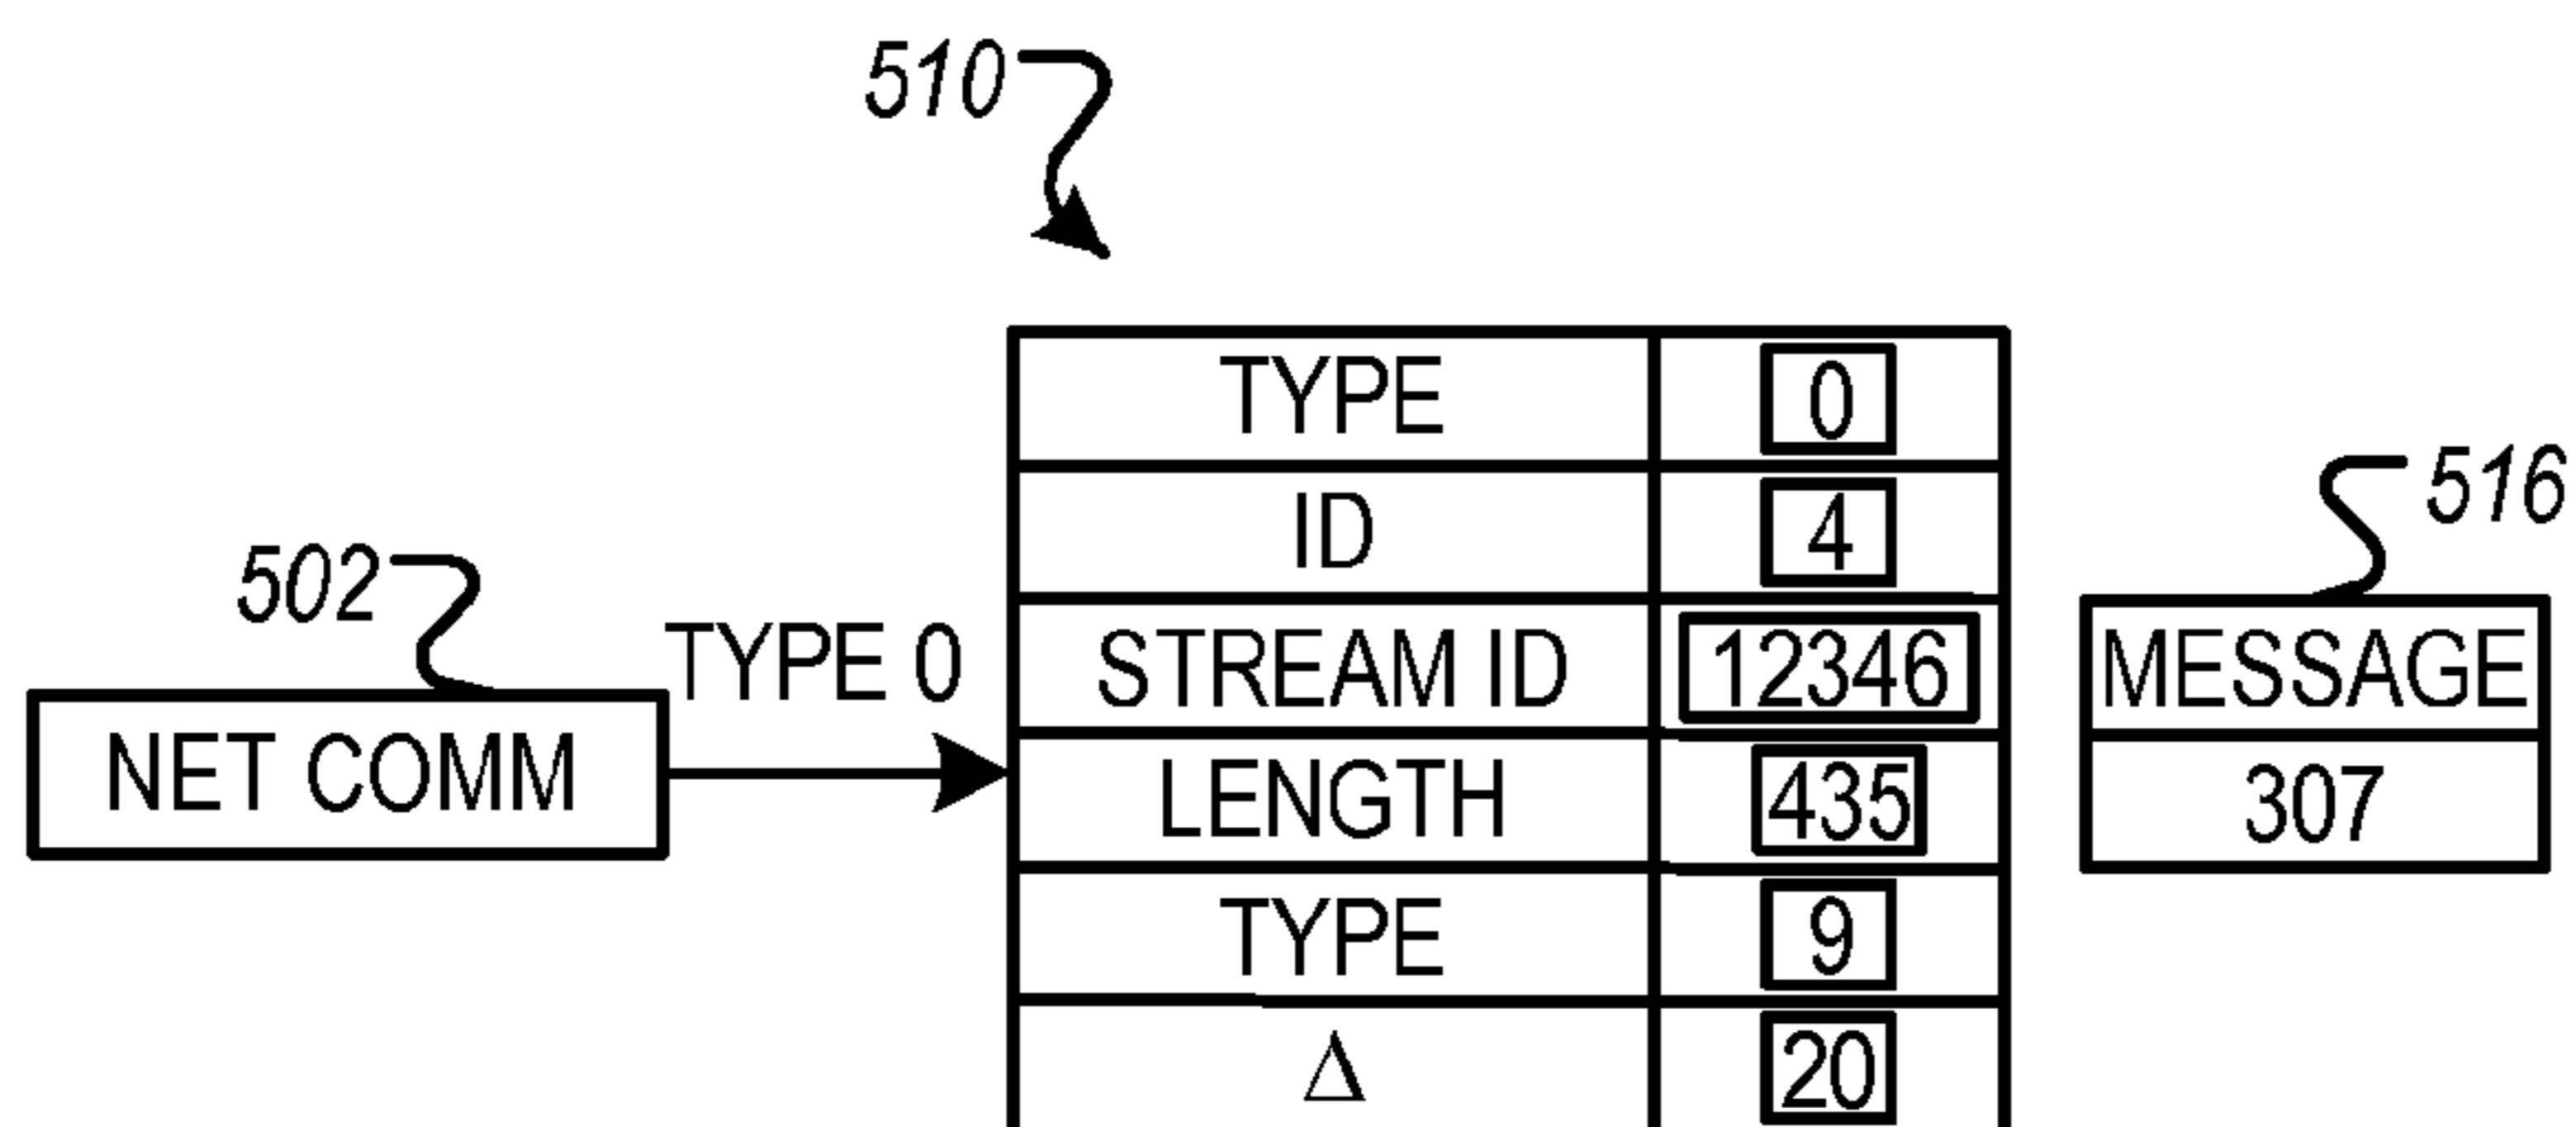 510
TYPE 0
ID 4
516
502
TYPE 0
STREAM ID 12346
MESSAGE
NET COMM
LENGTH 435
307
TYPE 9
Δ 20